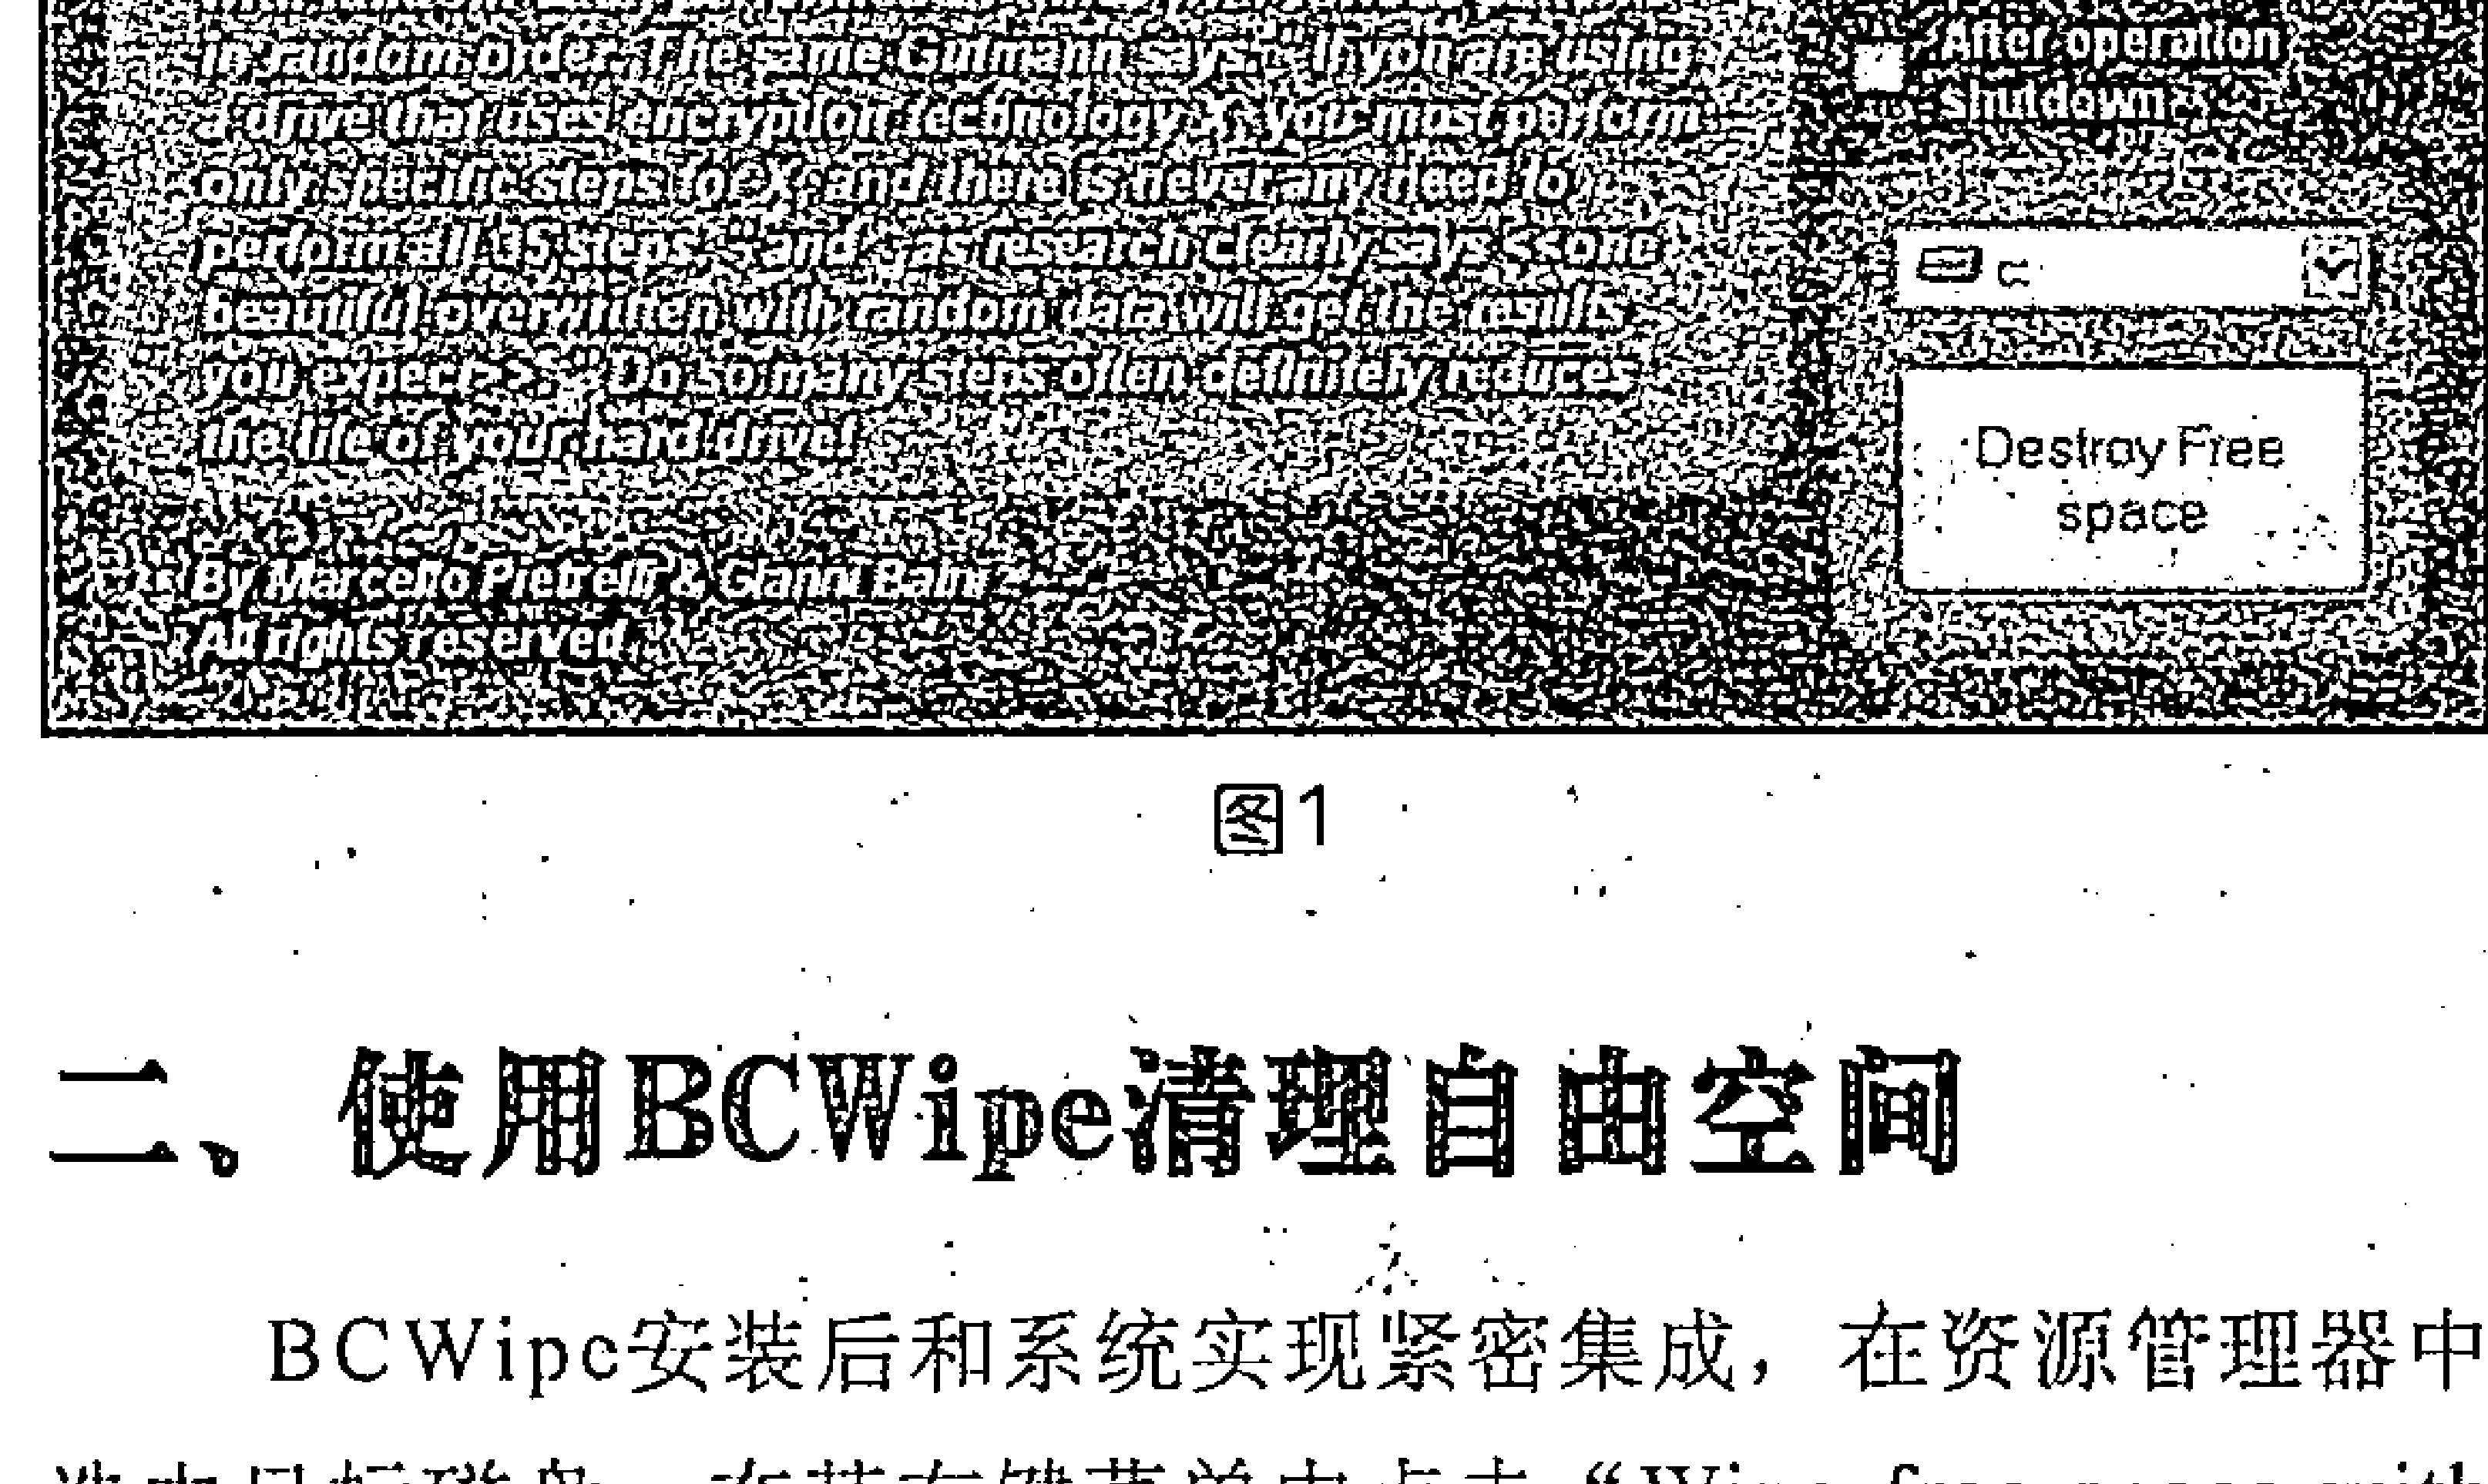 in random order. The same Gutmann says: "If you are using
a drive that uses encryption technology X, you must perform
only specific steps for X, and there is never any need to
perform all 35 steps ." and , as research clearly says <<one
beautiful overwritten with random data will get the results
you expect>>." Do so many steps often definitely reduces
the life of your hard drive!
By Marcello Pietrelli & Gianni Baini
All rights reserved
After operation
shutdown
C:
Destroy Free
space
图1
二、使用BCWipe清理自由空间
BCWipe安装后和系统实现紧密集成，在资源管理器中